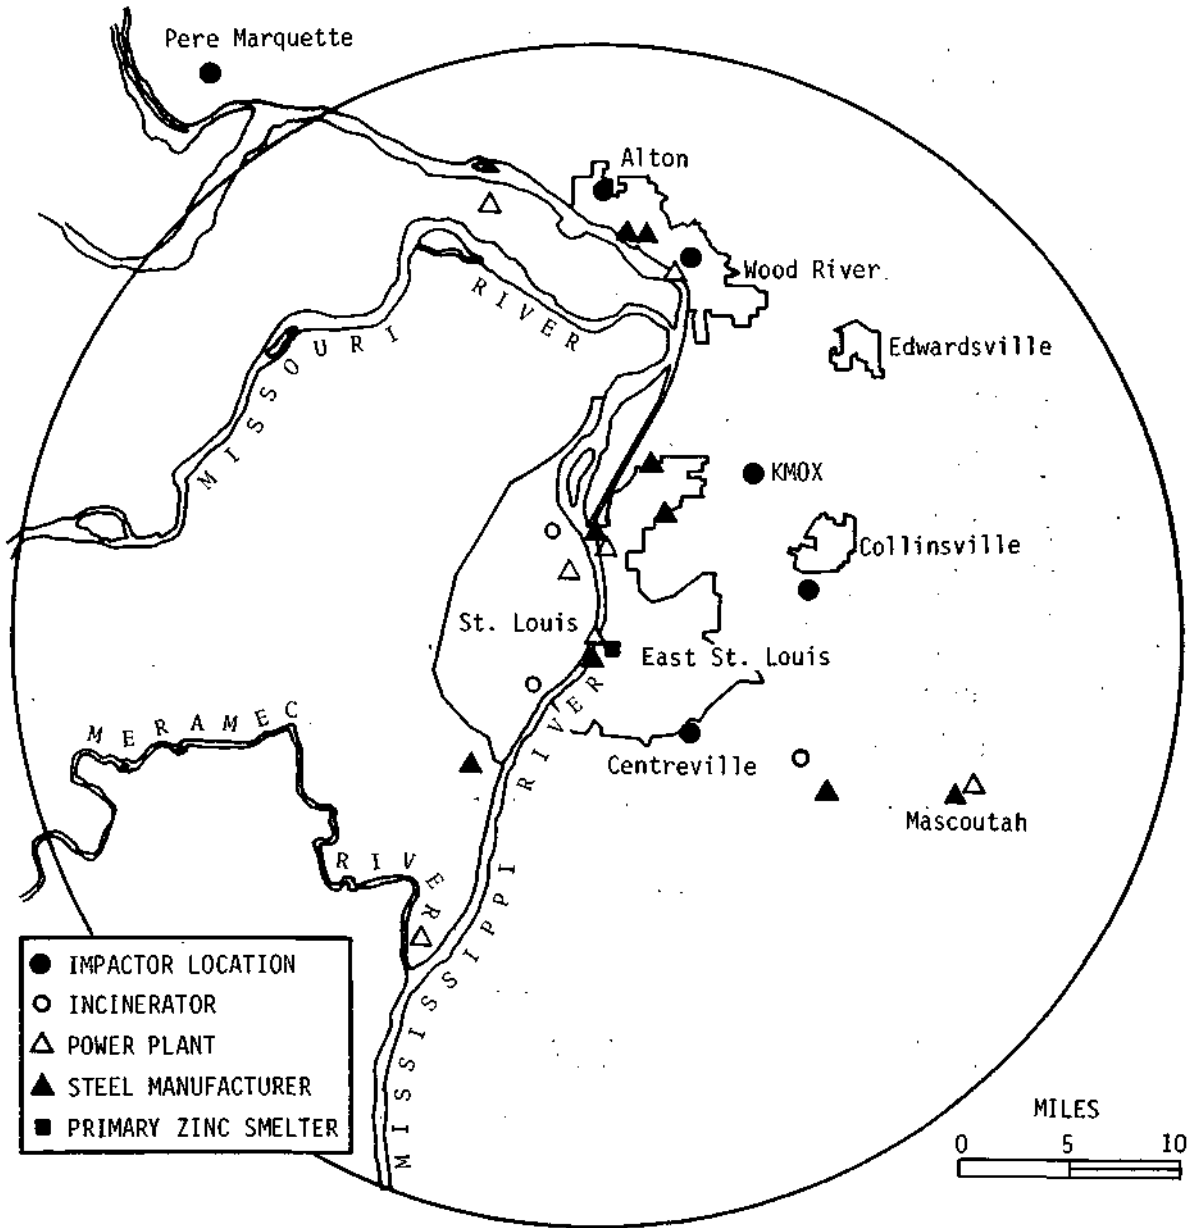 Pere Marquette
Alton
Wood River
MISSOURI RIVER
Edwardsville
KMOX
Collinsville
St. Louis
East St. Louis
MERAMEC RIVER
MISSISSIPPI RIVER
Centreville
Mascoutah
IMPACTOR LOCATION
INCINERATOR
POWER PLANT
STEEL MANUFACTURER
PRIMARY ZINC SMELTER
MILES
0 5 10